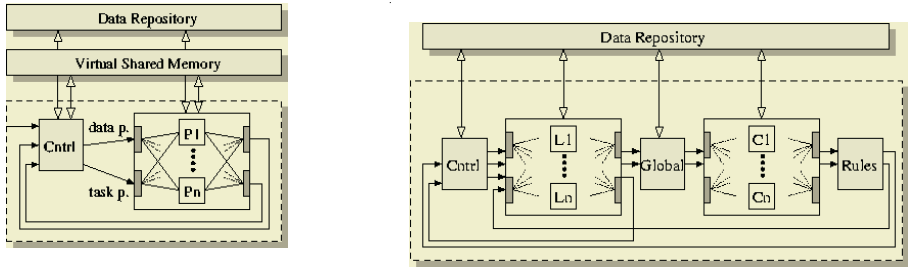 Data Repository
Virtual Shared Memory
data p.
P1
Cntrl
task p.
Pn
Data Repository
L1
C1
Cntrl
Global
Rules
Ln
Cn